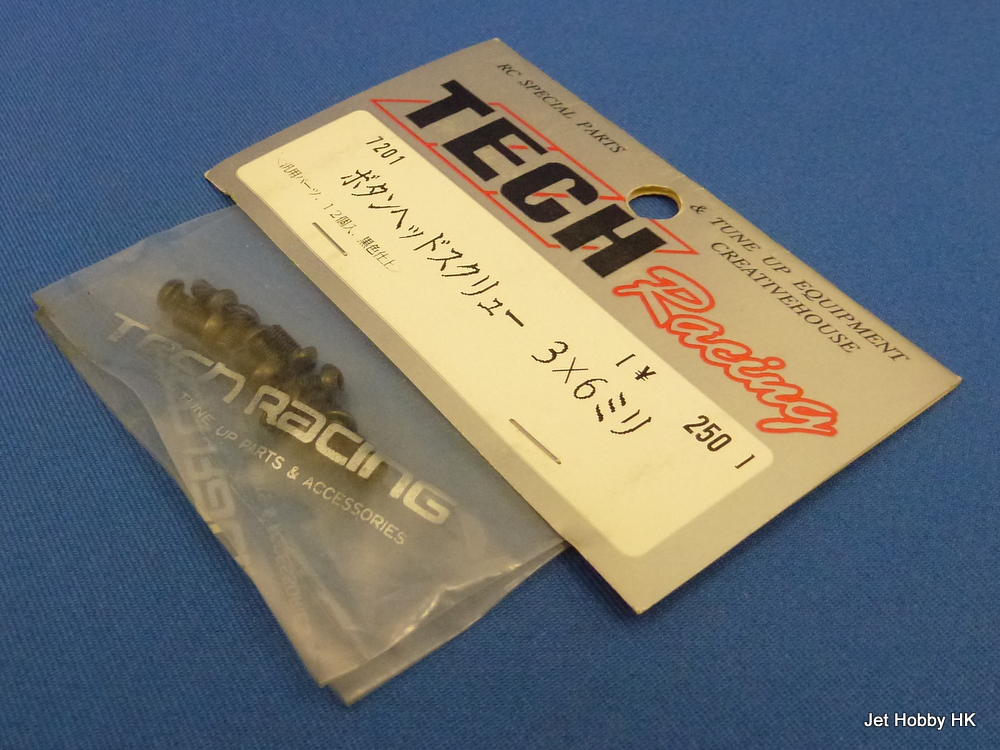 RC SPECIAL PARTS & TUNE UP EQUIPMENT
CREATIVEHOUSE
TECH
Racing
7201
ボタンヘッドスクリュー 3×6ミリ
<汎用パーツ、12個入、黒色仕上>
1¥ 250 1
TECH RACING
TUNE UP PARTS & ACCESSORIES
Jet Hobby HK